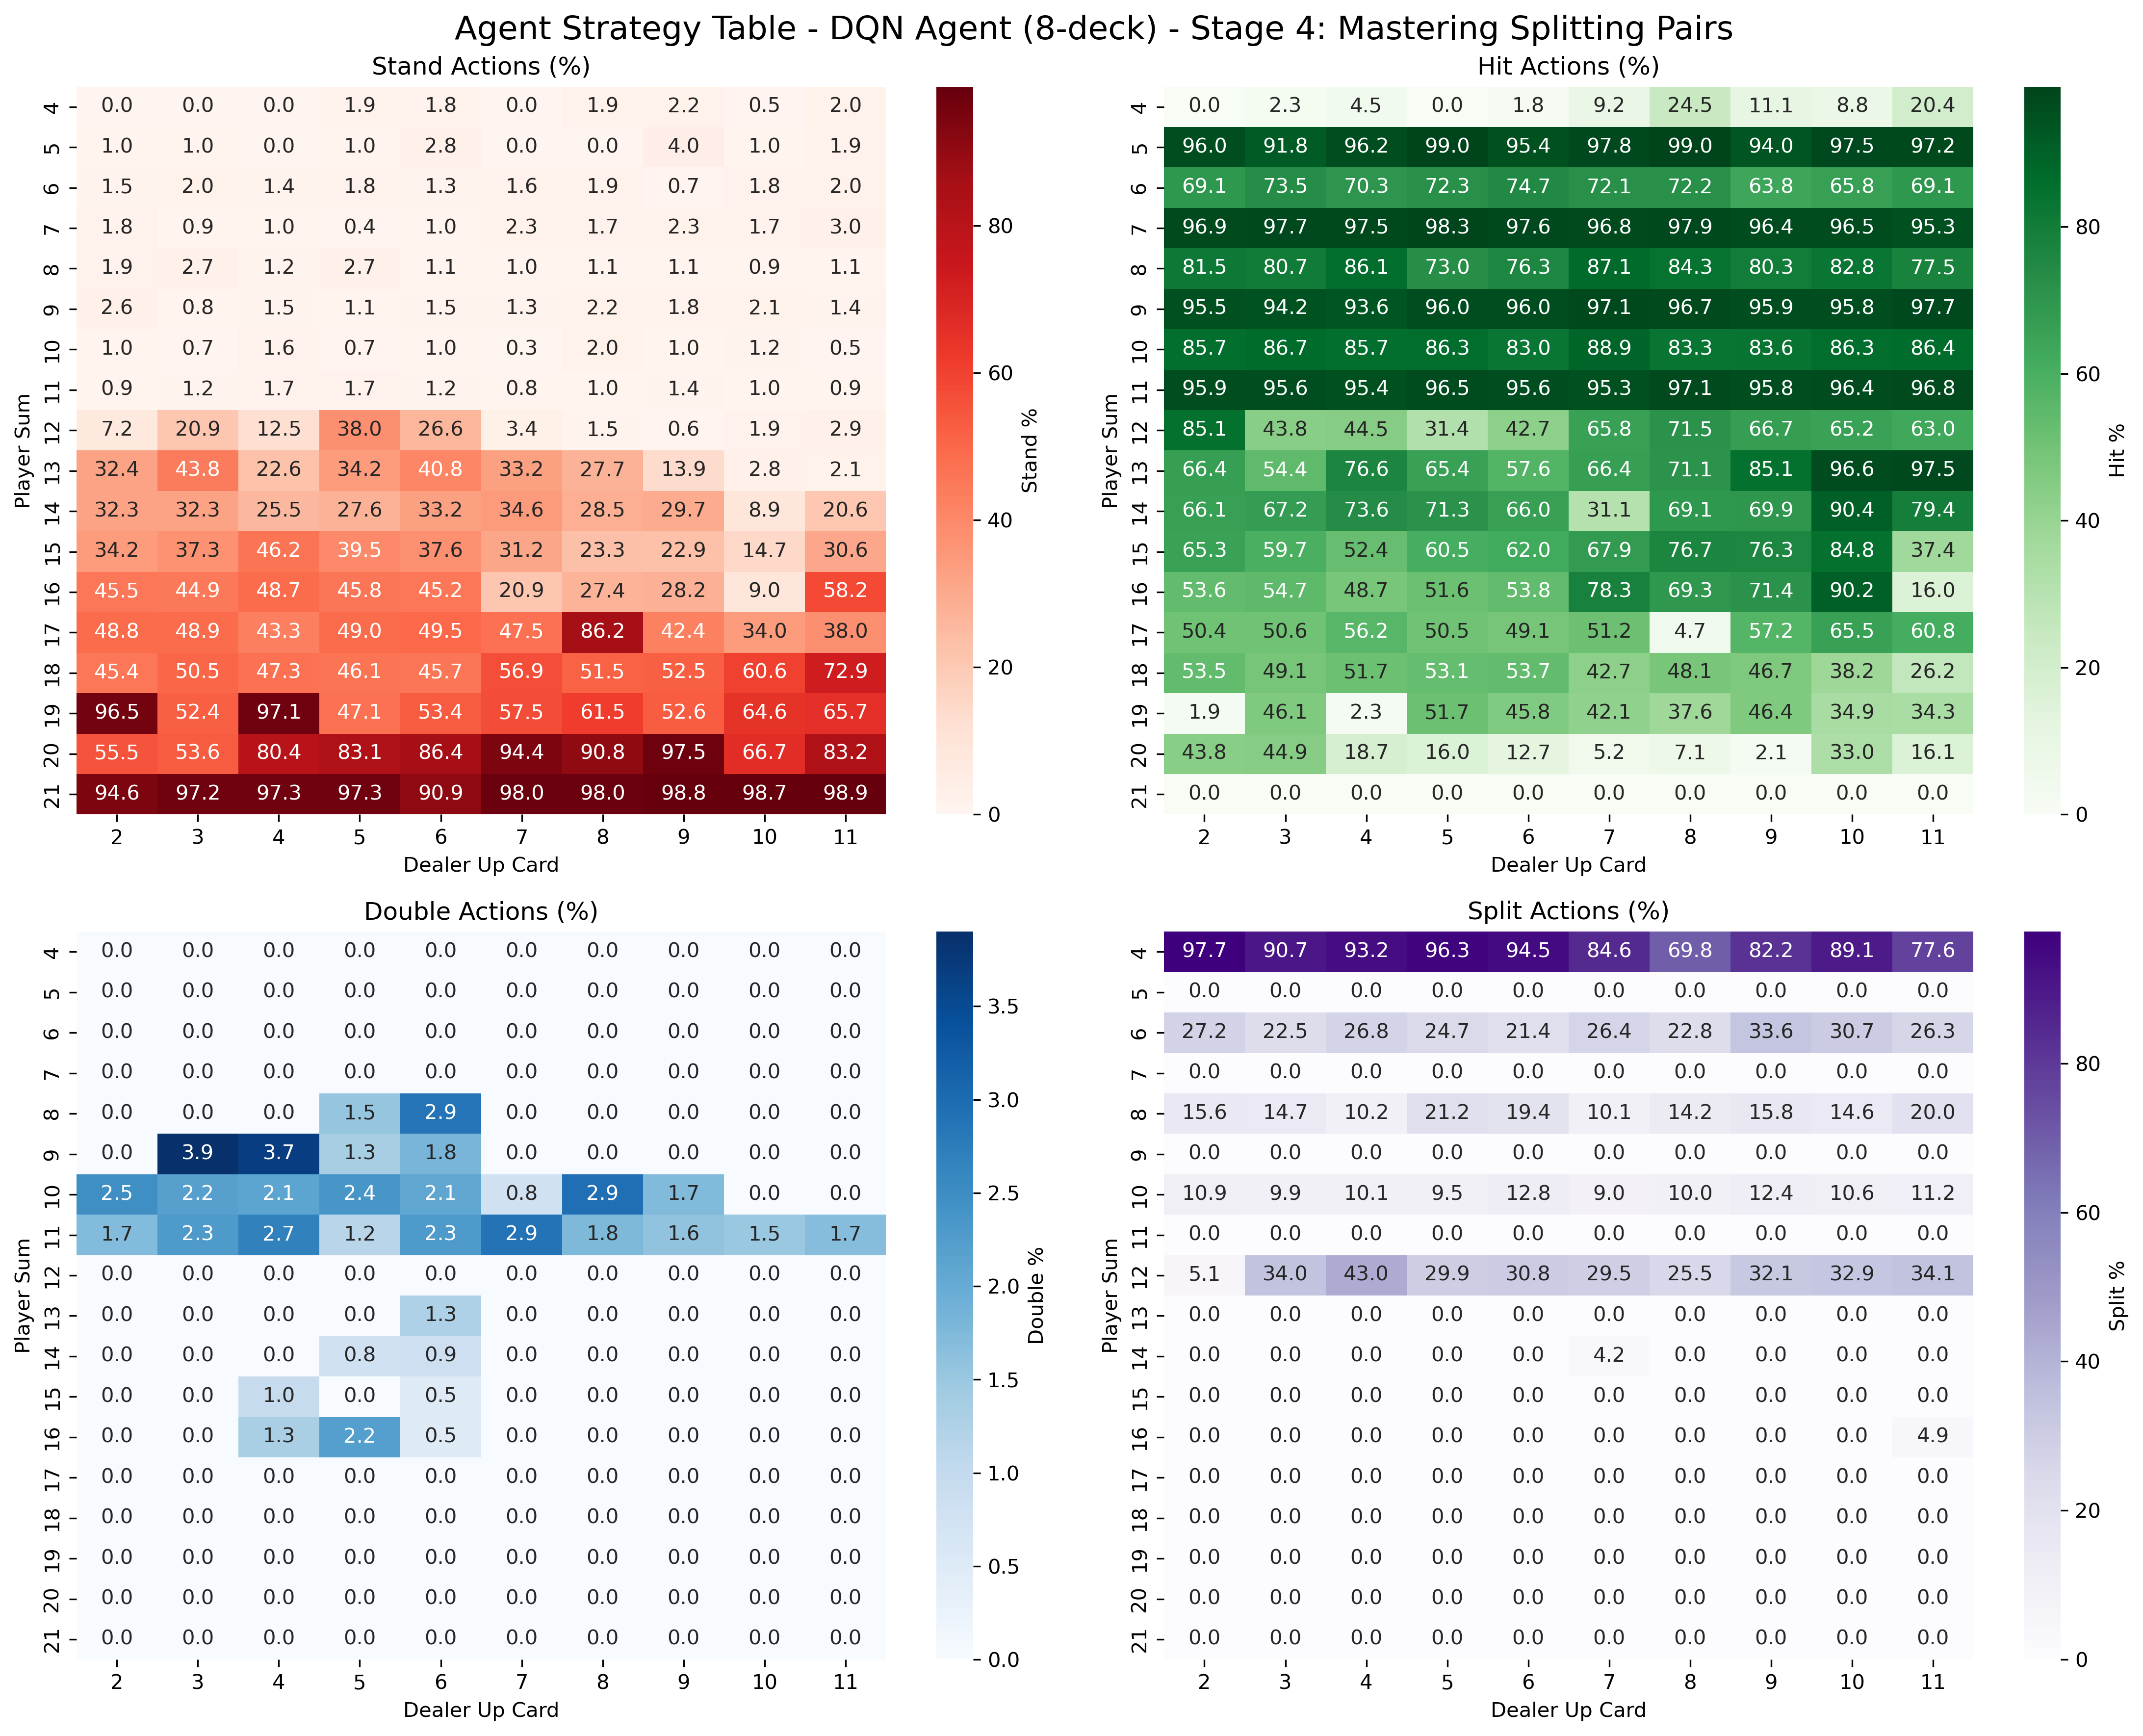 Agent Strategy Table - DQN Agent (8-deck) - Stage 4: Mastering Splitting Pairs
Stand Actions (%)
4 0.0 0.0 0.0 1.9 1.8 0.0 1.9 2.2 0.5 2.0
5 1.0 1.0 0.0 1.0 2.8 0.0 0.0 4.0 1.0 1.9
6 1.5 2.0 1.4 1.8 1.3 1.6 1.9 0.7 1.8 2.0
7 1.8 0.9 1.0 0.4 1.0 2.3 1.7 2.3 1.7 3.0
8 1.9 2.7 1.2 2.7 1.1 1.0 1.1 1.1 0.9 1.1
9 2.6 0.8 1.5 1.1 1.5 1.3 2.2 1.8 2.1 1.4
10 1.0 0.7 1.6 0.7 1.0 0.3 2.0 1.0 1.2 0.5
11 0.9 1.2 1.7 1.7 1.2 0.8 1.0 1.4 1.0 0.9
12 7.2 20.9 12.5 38.0 26.6 3.4 1.5 0.6 1.9 2.9
13 32.4 43.8 22.6 34.2 40.8 33.2 27.7 13.9 2.8 2.1
14 32.3 32.3 25.5 27.6 33.2 34.6 28.5 29.7 8.9 20.6
15 34.2 37.3 46.2 39.5 37.6 31.2 23.3 22.9 14.7 30.6
16 45.5 44.9 48.7 45.8 45.2 20.9 27.4 28.2 9.0 58.2
17 48.8 48.9 43.3 49.0 49.5 47.5 86.2 42.4 34.0 38.0
18 45.4 50.5 47.3 46.1 45.7 56.9 51.5 52.5 60.6 72.9
19 96.5 52.4 97.1 47.1 53.4 57.5 61.5 52.6 64.6 65.7
20 55.5 53.6 80.4 83.1 86.4 94.4 90.8 97.5 66.7 83.2
21 94.6 97.2 97.3 97.3 90.9 98.0 98.0 98.8 98.7 98.9
2 3 4 5 6 7 8 9 10 11
Dealer Up Card
Player Sum
80
60
40
20
0
Stand %
Hit Actions (%)
4 0.0 2.3 4.5 0.0 1.8 9.2 24.5 11.1 8.8 20.4
5 96.0 91.8 96.2 99.0 95.4 97.8 99.0 94.0 97.5 97.2
6 69.1 73.5 70.3 72.3 74.7 72.1 72.2 63.8 65.8 69.1
7 96.9 97.7 97.5 98.3 97.6 96.8 97.9 96.4 96.5 95.3
8 81.5 80.7 86.1 73.0 76.3 87.1 84.3 80.3 82.8 77.5
9 95.5 94.2 93.6 96.0 96.0 97.1 96.7 95.9 95.8 97.7
10 85.7 86.7 85.7 86.3 83.0 88.9 83.3 83.6 86.3 86.4
11 95.9 95.6 95.4 96.5 95.6 95.3 97.1 95.8 96.4 96.8
12 85.1 43.8 44.5 31.4 42.7 65.8 71.5 66.7 65.2 63.0
13 66.4 54.4 76.6 65.4 57.6 66.4 71.1 85.1 96.6 97.5
14 66.1 67.2 73.6 71.3 66.0 31.1 69.1 69.9 90.4 79.4
15 65.3 59.7 52.4 60.5 62.0 67.9 76.7 76.3 84.8 37.4
16 53.6 54.7 48.7 51.6 53.8 78.3 69.3 71.4 90.2 16.0
17 50.4 50.6 56.2 50.5 49.1 51.2 4.7 57.2 65.5 60.8
18 53.5 49.1 51.7 53.1 53.7 42.7 48.1 46.7 38.2 26.2
19 1.9 46.1 2.3 51.7 45.8 42.1 37.6 46.4 34.9 34.3
20 43.8 44.9 18.7 16.0 12.7 5.2 7.1 2.1 33.0 16.1
21 0.0 0.0 0.0 0.0 0.0 0.0 0.0 0.0 0.0 0.0
2 3 4 5 6 7 8 9 10 11
Dealer Up Card
Player Sum
80
60
40
20
0
Hit %
Double Actions (%)
4 0.0 0.0 0.0 0.0 0.0 0.0 0.0 0.0 0.0 0.0
5 0.0 0.0 0.0 0.0 0.0 0.0 0.0 0.0 0.0 0.0
6 0.0 0.0 0.0 0.0 0.0 0.0 0.0 0.0 0.0 0.0
7 0.0 0.0 0.0 0.0 0.0 0.0 0.0 0.0 0.0 0.0
8 0.0 0.0 0.0 1.5 2.9 0.0 0.0 0.0 0.0 0.0
9 0.0 3.9 3.7 1.3 1.8 0.0 0.0 0.0 0.0 0.0
10 2.5 2.2 2.1 2.4 2.1 0.8 2.9 1.7 0.0 0.0
11 1.7 2.3 2.7 1.2 2.3 2.9 1.8 1.6 1.5 1.7
12 0.0 0.0 0.0 0.0 0.0 0.0 0.0 0.0 0.0 0.0
13 0.0 0.0 0.0 0.0 1.3 0.0 0.0 0.0 0.0 0.0
14 0.0 0.0 0.0 0.8 0.9 0.0 0.0 0.0 0.0 0.0
15 0.0 0.0 1.0 0.0 0.5 0.0 0.0 0.0 0.0 0.0
16 0.0 0.0 1.3 2.2 0.5 0.0 0.0 0.0 0.0 0.0
17 0.0 0.0 0.0 0.0 0.0 0.0 0.0 0.0 0.0 0.0
18 0.0 0.0 0.0 0.0 0.0 0.0 0.0 0.0 0.0 0.0
19 0.0 0.0 0.0 0.0 0.0 0.0 0.0 0.0 0.0 0.0
20 0.0 0.0 0.0 0.0 0.0 0.0 0.0 0.0 0.0 0.0
21 0.0 0.0 0.0 0.0 0.0 0.0 0.0 0.0 0.0 0.0
2 3 4 5 6 7 8 9 10 11
Dealer Up Card
Player Sum
3.5
3.0
2.5
2.0
1.5
1.0
0.5
0.0
Double %
Split Actions (%)
4 97.7 90.7 93.2 96.3 94.5 84.6 69.8 82.2 89.1 77.6
5 0.0 0.0 0.0 0.0 0.0 0.0 0.0 0.0 0.0 0.0
6 27.2 22.5 26.8 24.7 21.4 26.4 22.8 33.6 30.7 26.3
7 0.0 0.0 0.0 0.0 0.0 0.0 0.0 0.0 0.0 0.0
8 15.6 14.7 10.2 21.2 19.4 10.1 14.2 15.8 14.6 20.0
9 0.0 0.0 0.0 0.0 0.0 0.0 0.0 0.0 0.0 0.0
10 10.9 9.9 10.1 9.5 12.8 9.0 10.0 12.4 10.6 11.2
11 0.0 0.0 0.0 0.0 0.0 0.0 0.0 0.0 0.0 0.0
12 5.1 34.0 43.0 29.9 30.8 29.5 25.5 32.1 32.9 34.1
13 0.0 0.0 0.0 0.0 0.0 0.0 0.0 0.0 0.0 0.0
14 0.0 0.0 0.0 0.0 0.0 4.2 0.0 0.0 0.0 0.0
15 0.0 0.0 0.0 0.0 0.0 0.0 0.0 0.0 0.0 0.0
16 0.0 0.0 0.0 0.0 0.0 0.0 0.0 0.0 0.0 4.9
17 0.0 0.0 0.0 0.0 0.0 0.0 0.0 0.0 0.0 0.0
18 0.0 0.0 0.0 0.0 0.0 0.0 0.0 0.0 0.0 0.0
19 0.0 0.0 0.0 0.0 0.0 0.0 0.0 0.0 0.0 0.0
20 0.0 0.0 0.0 0.0 0.0 0.0 0.0 0.0 0.0 0.0
21 0.0 0.0 0.0 0.0 0.0 0.0 0.0 0.0 0.0 0.0
2 3 4 5 6 7 8 9 10 11
Dealer Up Card
Player Sum
80
60
40
20
0
Split %